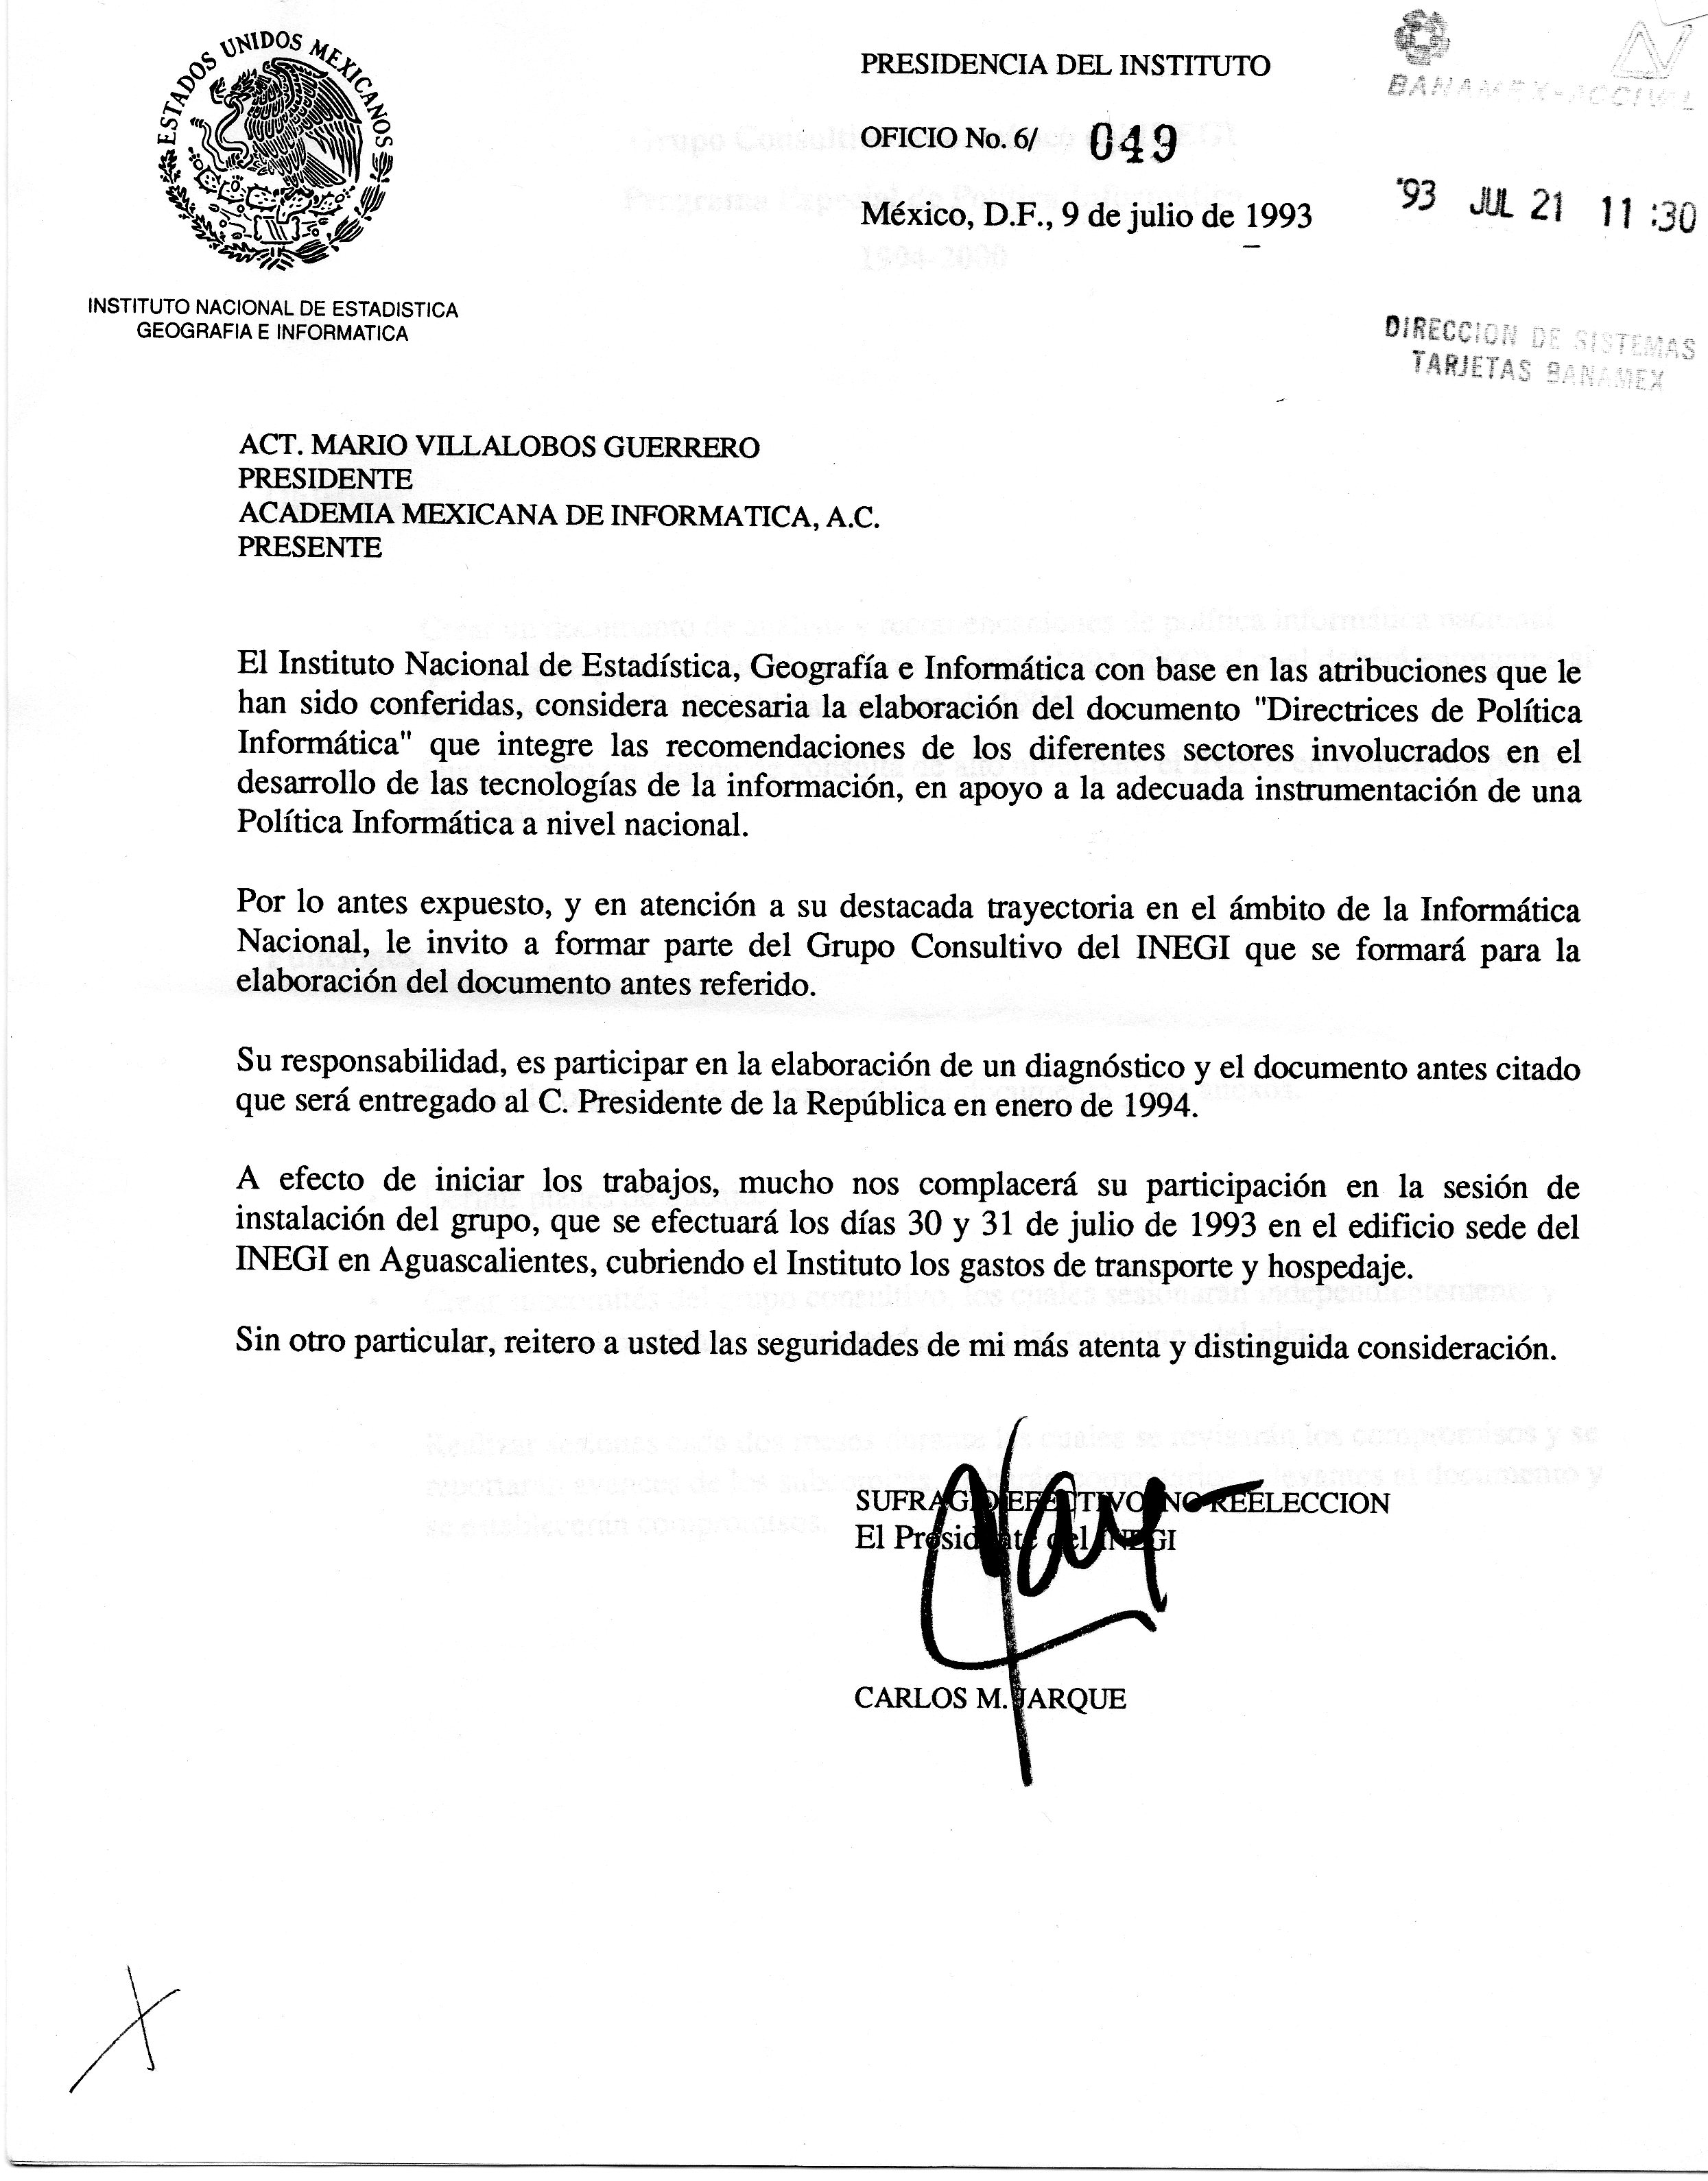 ESTADOS UNIDOS MEXICANOS
INSTITUTO NACIONAL DE ESTADISTICA
GEOGRAFIA E INFORMATICA
PRESIDENCIA DEL INSTITUTO
OFICIO No. 6/ 049
México, D.F., 9 de julio de 1993
BANAMEX-ACCIVAL
'93 JUL 21 11:30
DIRECCION DE SISTEMAS
TARJETAS BANAMEX
ACT. MARIO VILLALOBOS GUERRERO
PRESIDENTE
ACADEMIA MEXICANA DE INFORMATICA, A.C.
PRESENTE
El Instituto Nacional de Estadística, Geografía e Informática con base en las atribuciones que le
han sido conferidas, considera necesaria la elaboración del documento "Directrices de Política
Informática" que integre las recomendaciones de los diferentes sectores involucrados en el
desarrollo de las tecnologías de la información, en apoyo a la adecuada instrumentación de una
Política Informática a nivel nacional.
Por lo antes expuesto, y en atención a su destacada trayectoria en el ámbito de la Informática
Nacional, le invito a formar parte del Grupo Consultivo del INEGI que se formará para la
elaboración del documento antes referido.
Su responsabilidad, es participar en la elaboración de un diagnóstico y el documento antes citado
que será entregado al C. Presidente de la República en enero de 1994.
A efecto de iniciar los trabajos, mucho nos complacerá su participación en la sesión de
instalación del grupo, que se efectuará los días 30 y 31 de julio de 1993 en el edificio sede del
INEGI en Aguascalientes, cubriendo el Instituto los gastos de transporte y hospedaje.
Sin otro particular, reitero a usted las seguridades de mi más atenta y distinguida consideración.
SUFRAGIO EFECTIVO. NO REELECCION
El Presidente del INEGI
CARLOS M. JARQUE